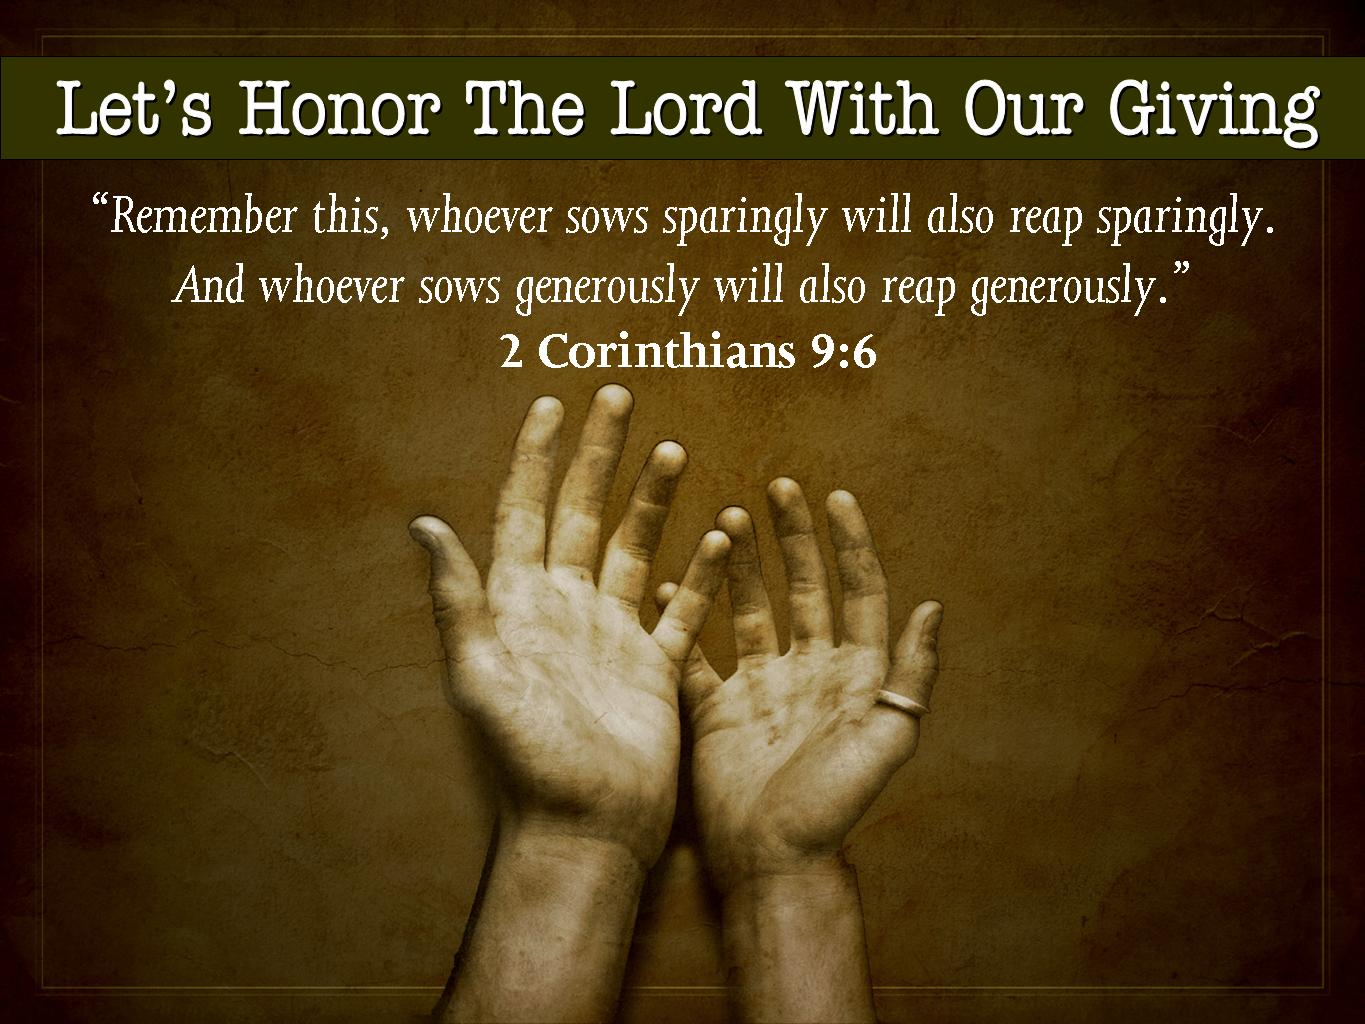 Let’s Honor The Lord With Our Giving
“Remember this, whoever sows sparingly will also reap sparingly.
And whoever sows generously will also reap generously.”
2 Corinthians 9:6